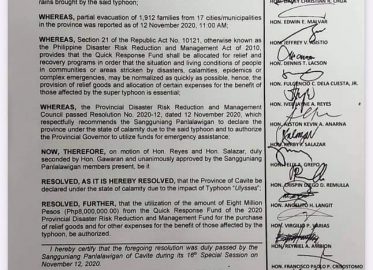 rains brought by the said typhoon;
WHEREAS, partial evacuation of 1,912 families from 17 cities/municipalities
in the province was reported as of 12 November 2020, 11:00 AM;
WHEREAS, Section 21 of the Republic Act No. 10121, otherwise known as
the Philippine Disaster Risk Reduction and Management Act of 2010,
provides that the Quick Response Fund shall be allocated for relief and
recovery programs in order that the situation and living conditions of people
in communities or areas stricken by disasters, calamities, epidemics or
complex emergencies, may be normalized as quickly as possible, hence, the
provision of relief goods and allocation of certain expenses for the benefit of
those affected by the super typhoon is essential;
WHEREAS, the Provincial Disaster Risk Reduction and Management
Council passed Resolution No. 2020-12, dated 12 November 2020, which
respectfully recommends the Sangguniang Panlalawigan to declare the
province under the state of calamity due to the said typhoon and to authorize
the Provincial Governor to utilize funds for emergency assistance;
NOW, THEREFORE, on motion of Hon. Reyes and Hon. Salazar, duly
seconded by Hon. Gawaran and unanimously by the Sangguniang
Panlalawigan members present, be it
RESOLVED, AS IT IS HEREBY RESOLVED, that the Province of Cavite be
declared under the state of calamity due to the impact of Typhoon "Ulysses";
RESOLVED, FURTHER, that the utilization of the amount of Eight Million
Pesos (Php8,000,000.00) from the Quick Response Fund of the 2020
Provincial Disaster Risk Reduction and Management Fund for the purchase
of relief goods and for other expenses for the benefit of those affected by the
typhoon, be authorized.
I hereby certify that the foregoing resolution was duly passed by the
Sangguniang Panlalawigan of Cavite during its 16th Special Session on
November 12, 2020.
HON. EDWIN E. MALVAR
HON. DENNIS T. LACSON
HON. FULGENCIO C. DELA CUESTA, JR.
HON. REYES
HON. ASTON KEVIN A. ANARNA
SALAZAR
HON. FELIX A. GREPO
HON. CRISPIN DIEGO D. REMULLA
HON. ANGELITO H. LANGIT
HON. VIRGILIO P. VARIAS
HON. REYNEL A. AMBION
HON. FRANCISCO PAOLO P. CRISOSTOMO